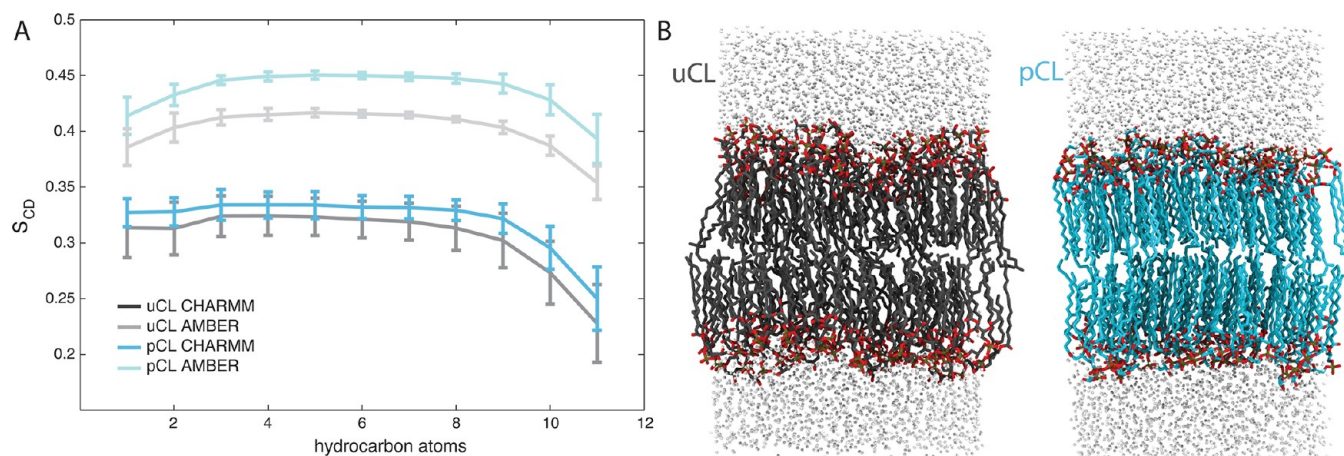 A
0.5
0.45
0.4
0.35
0.3
0.25
0.2
S_CD
uCL CHARMM
uCL AMBER
pCL CHARMM
pCL AMBER
2
4
6
8
10
12
hydrocarbon atoms
B
uCL
pCL